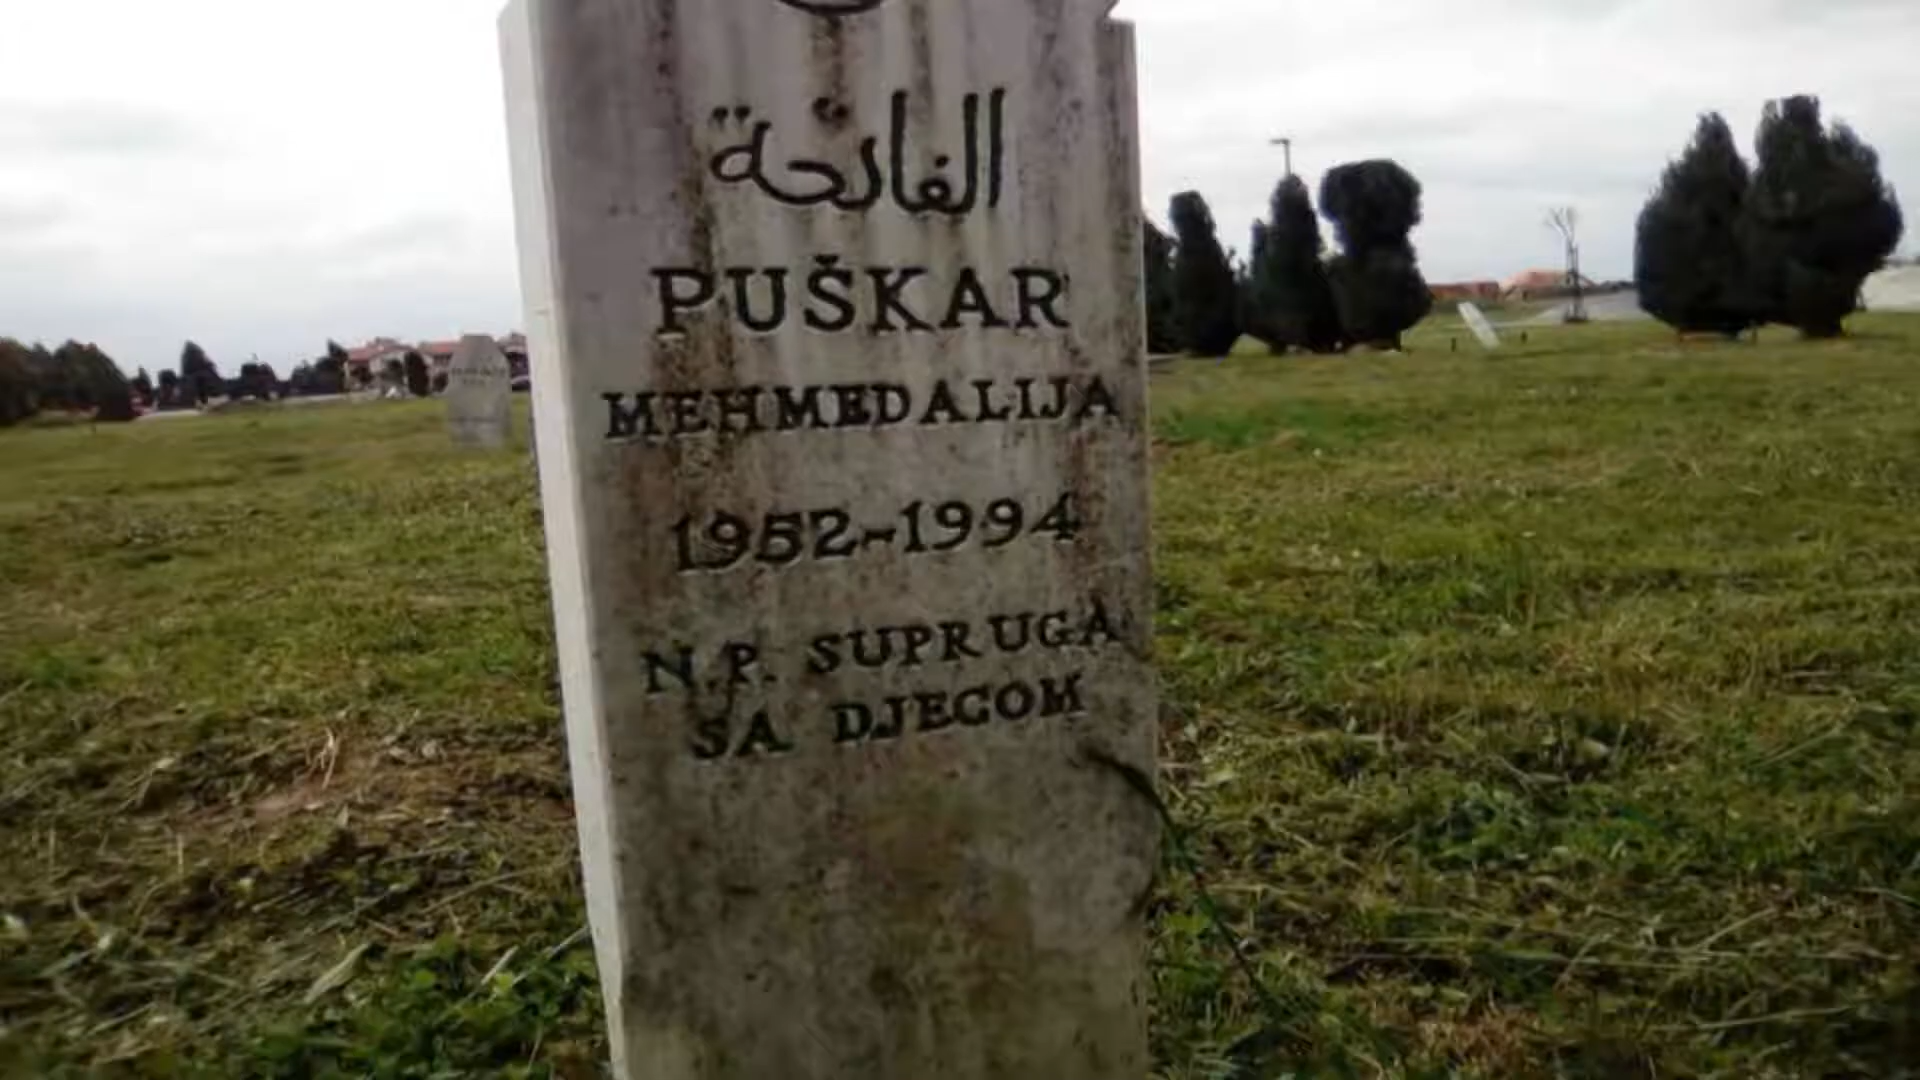 الفاتحة
PUŠKAR
MEHMEDALIJA
1952-1994
N.P. SUPRUGA
SA DJECOM